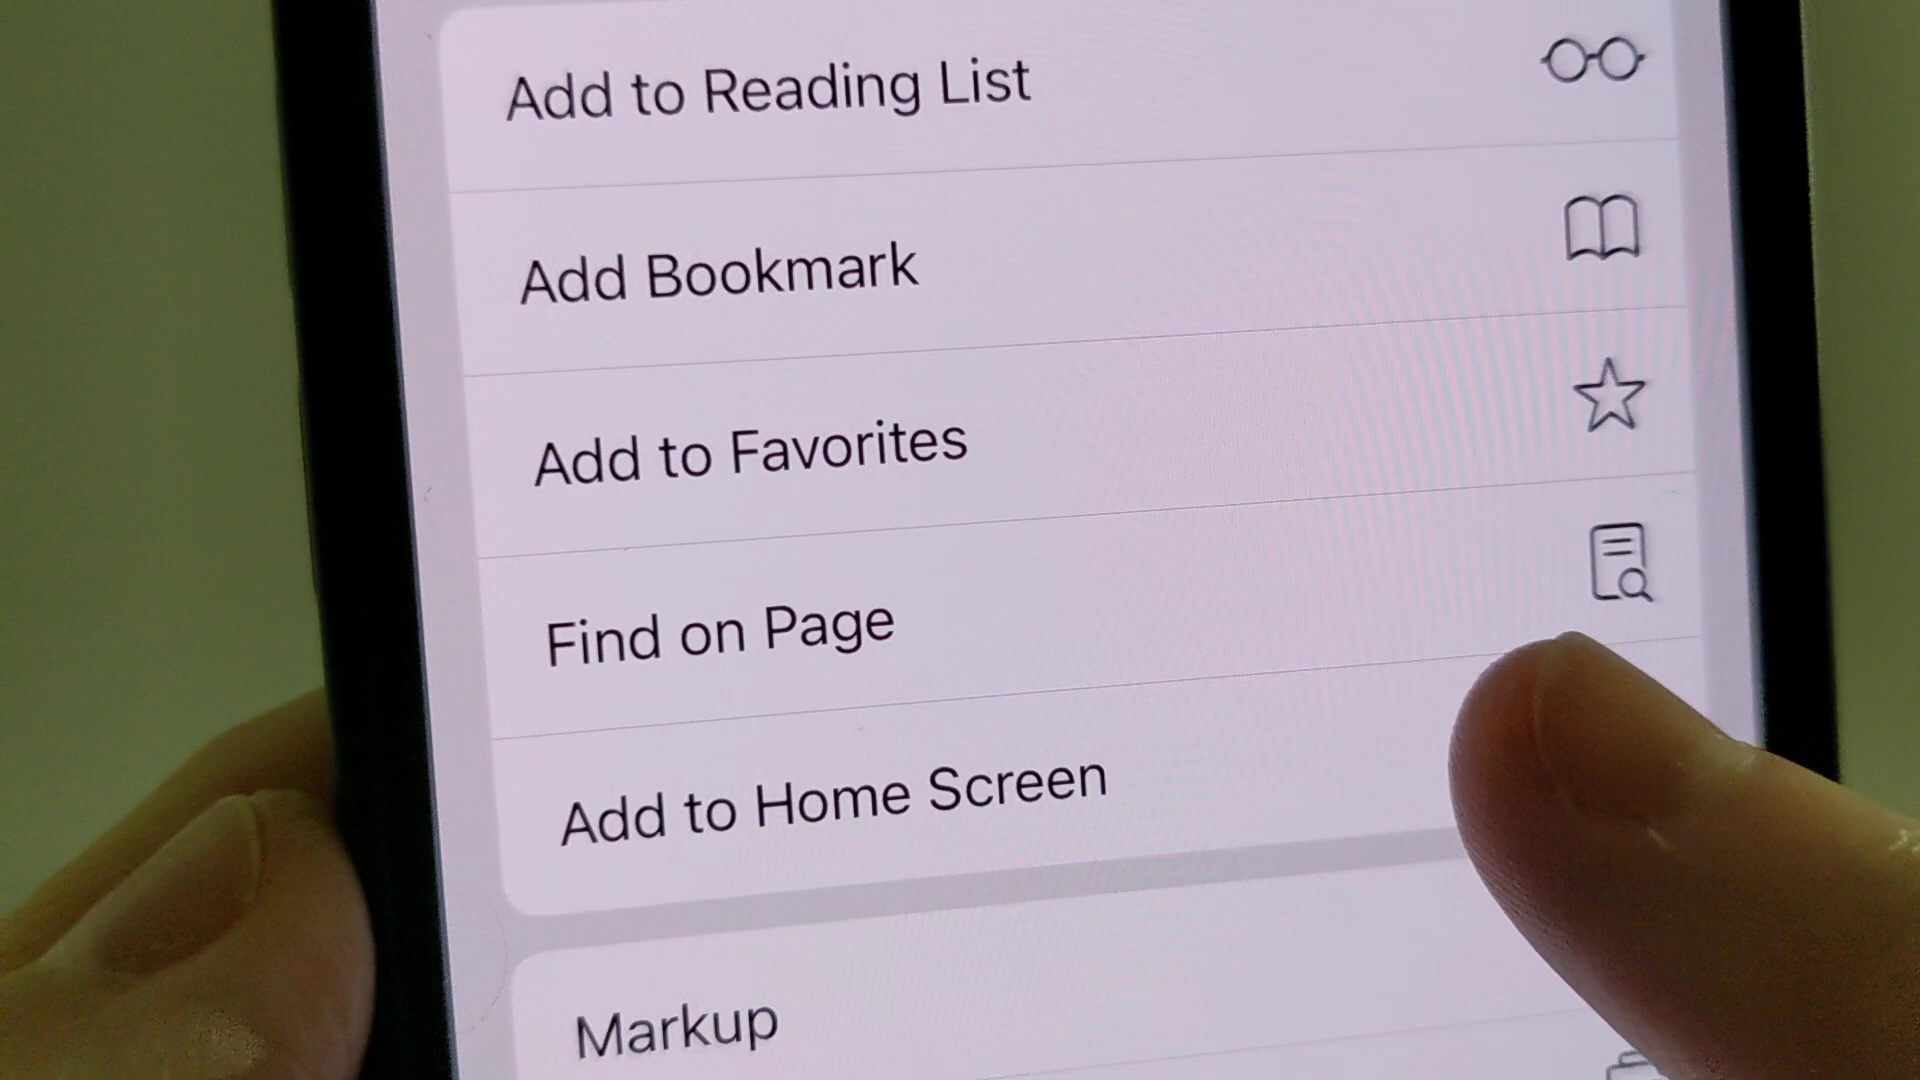 Add to Reading List
Add Bookmark
Add to Favorites
Find on Page
Add to Home Screen
Markup